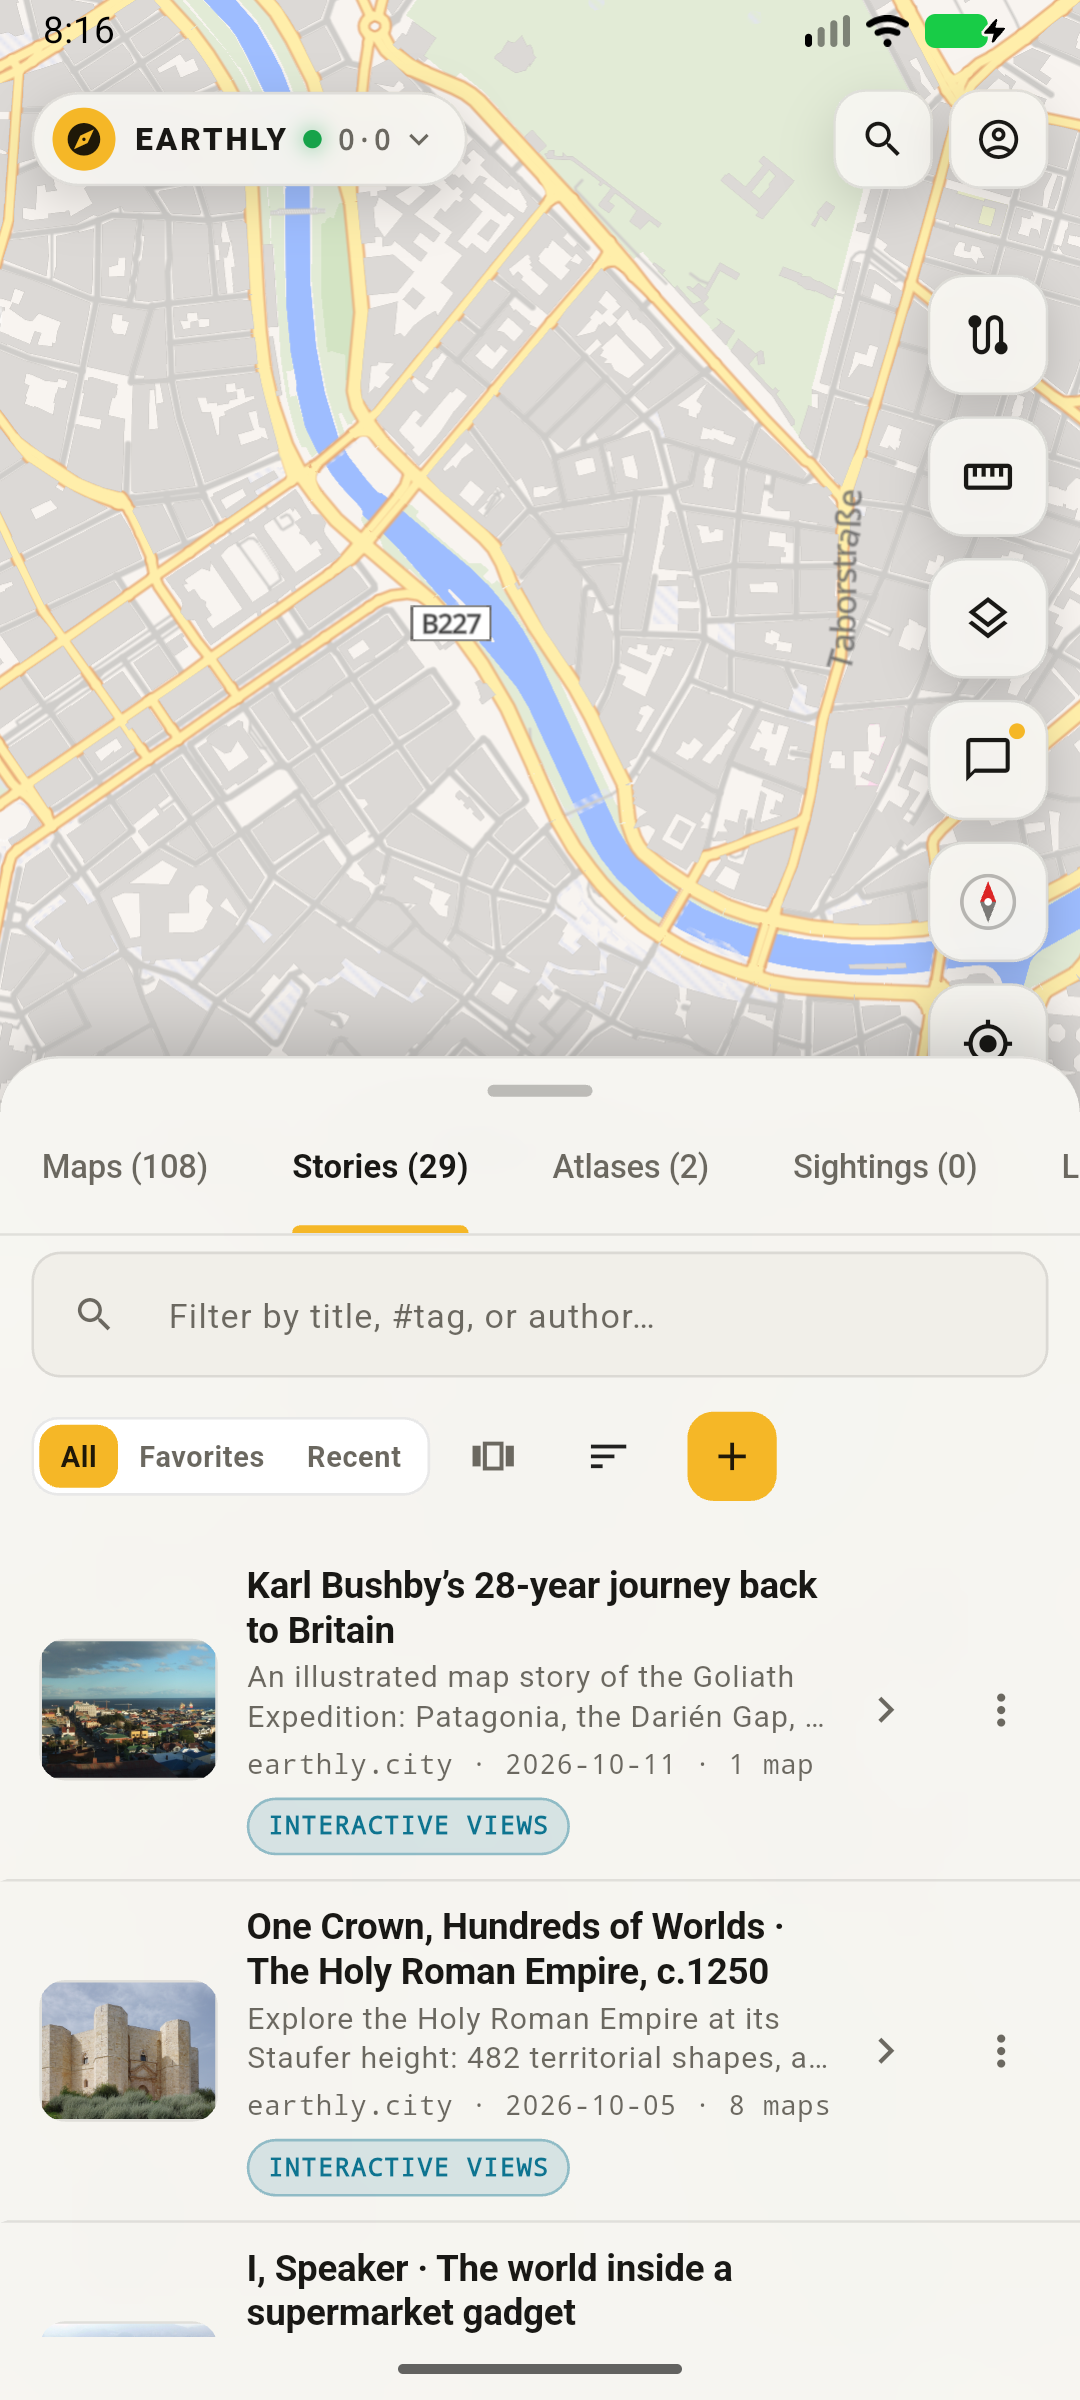 8:16
EARTHLY 0·0
B227
Taborstraße
Maps (108) Stories (29) Atlases (2) Sightings (0) L
Filter by title, #tag, or author…
All Favorites Recent
Karl Bushby’s 28-year journey back
to Britain
An illustrated map story of the Goliath
Expedition: Patagonia, the Darién Gap, …
earthly.city · 2026-10-11 · 1 map
INTERACTIVE VIEWS
One Crown, Hundreds of Worlds ·
The Holy Roman Empire, c.1250
Explore the Holy Roman Empire at its
Staufer height: 482 territorial shapes, a…
earthly.city · 2026-10-05 · 8 maps
INTERACTIVE VIEWS
I, Speaker · The world inside a
supermarket gadget